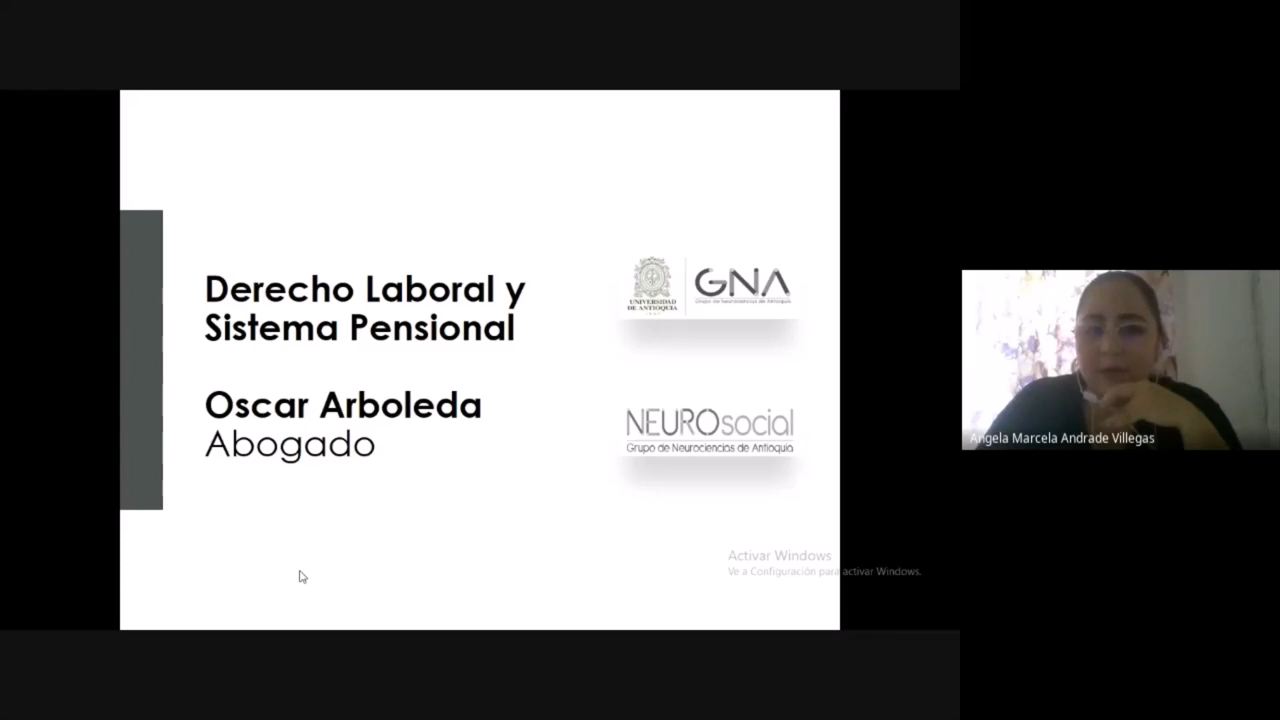 Derecho Laboral y
Sistema Pensional
Oscar Arboleda
Abogado
UNIVERSIDAD
DE ANTIOQUIA
GNA
Grupo de Neurociencias de Antioquia
NEUROsocial
Grupo de Neurociencias de Antioquia
Activar Windows
Ve a Configuración para activar Windows.
Angela Marcela Andrade Villegas